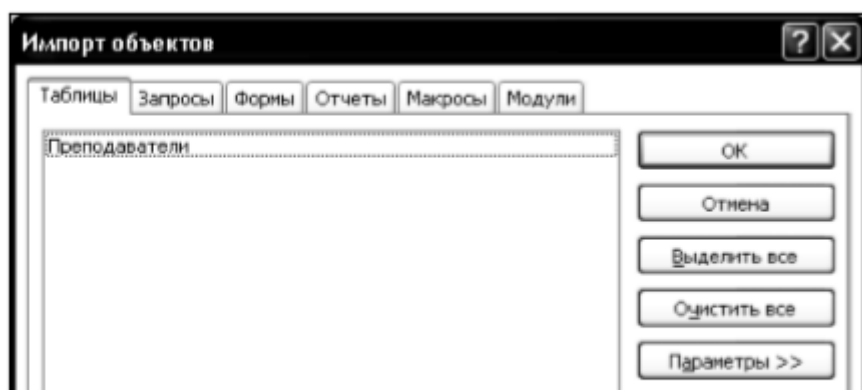 Импорт объектов
Таблицы Запросы Формы Отчеты Макросы Модули
Преподаватели
ОК
Отмена
Выделить все
Очистить все
Параметры >>